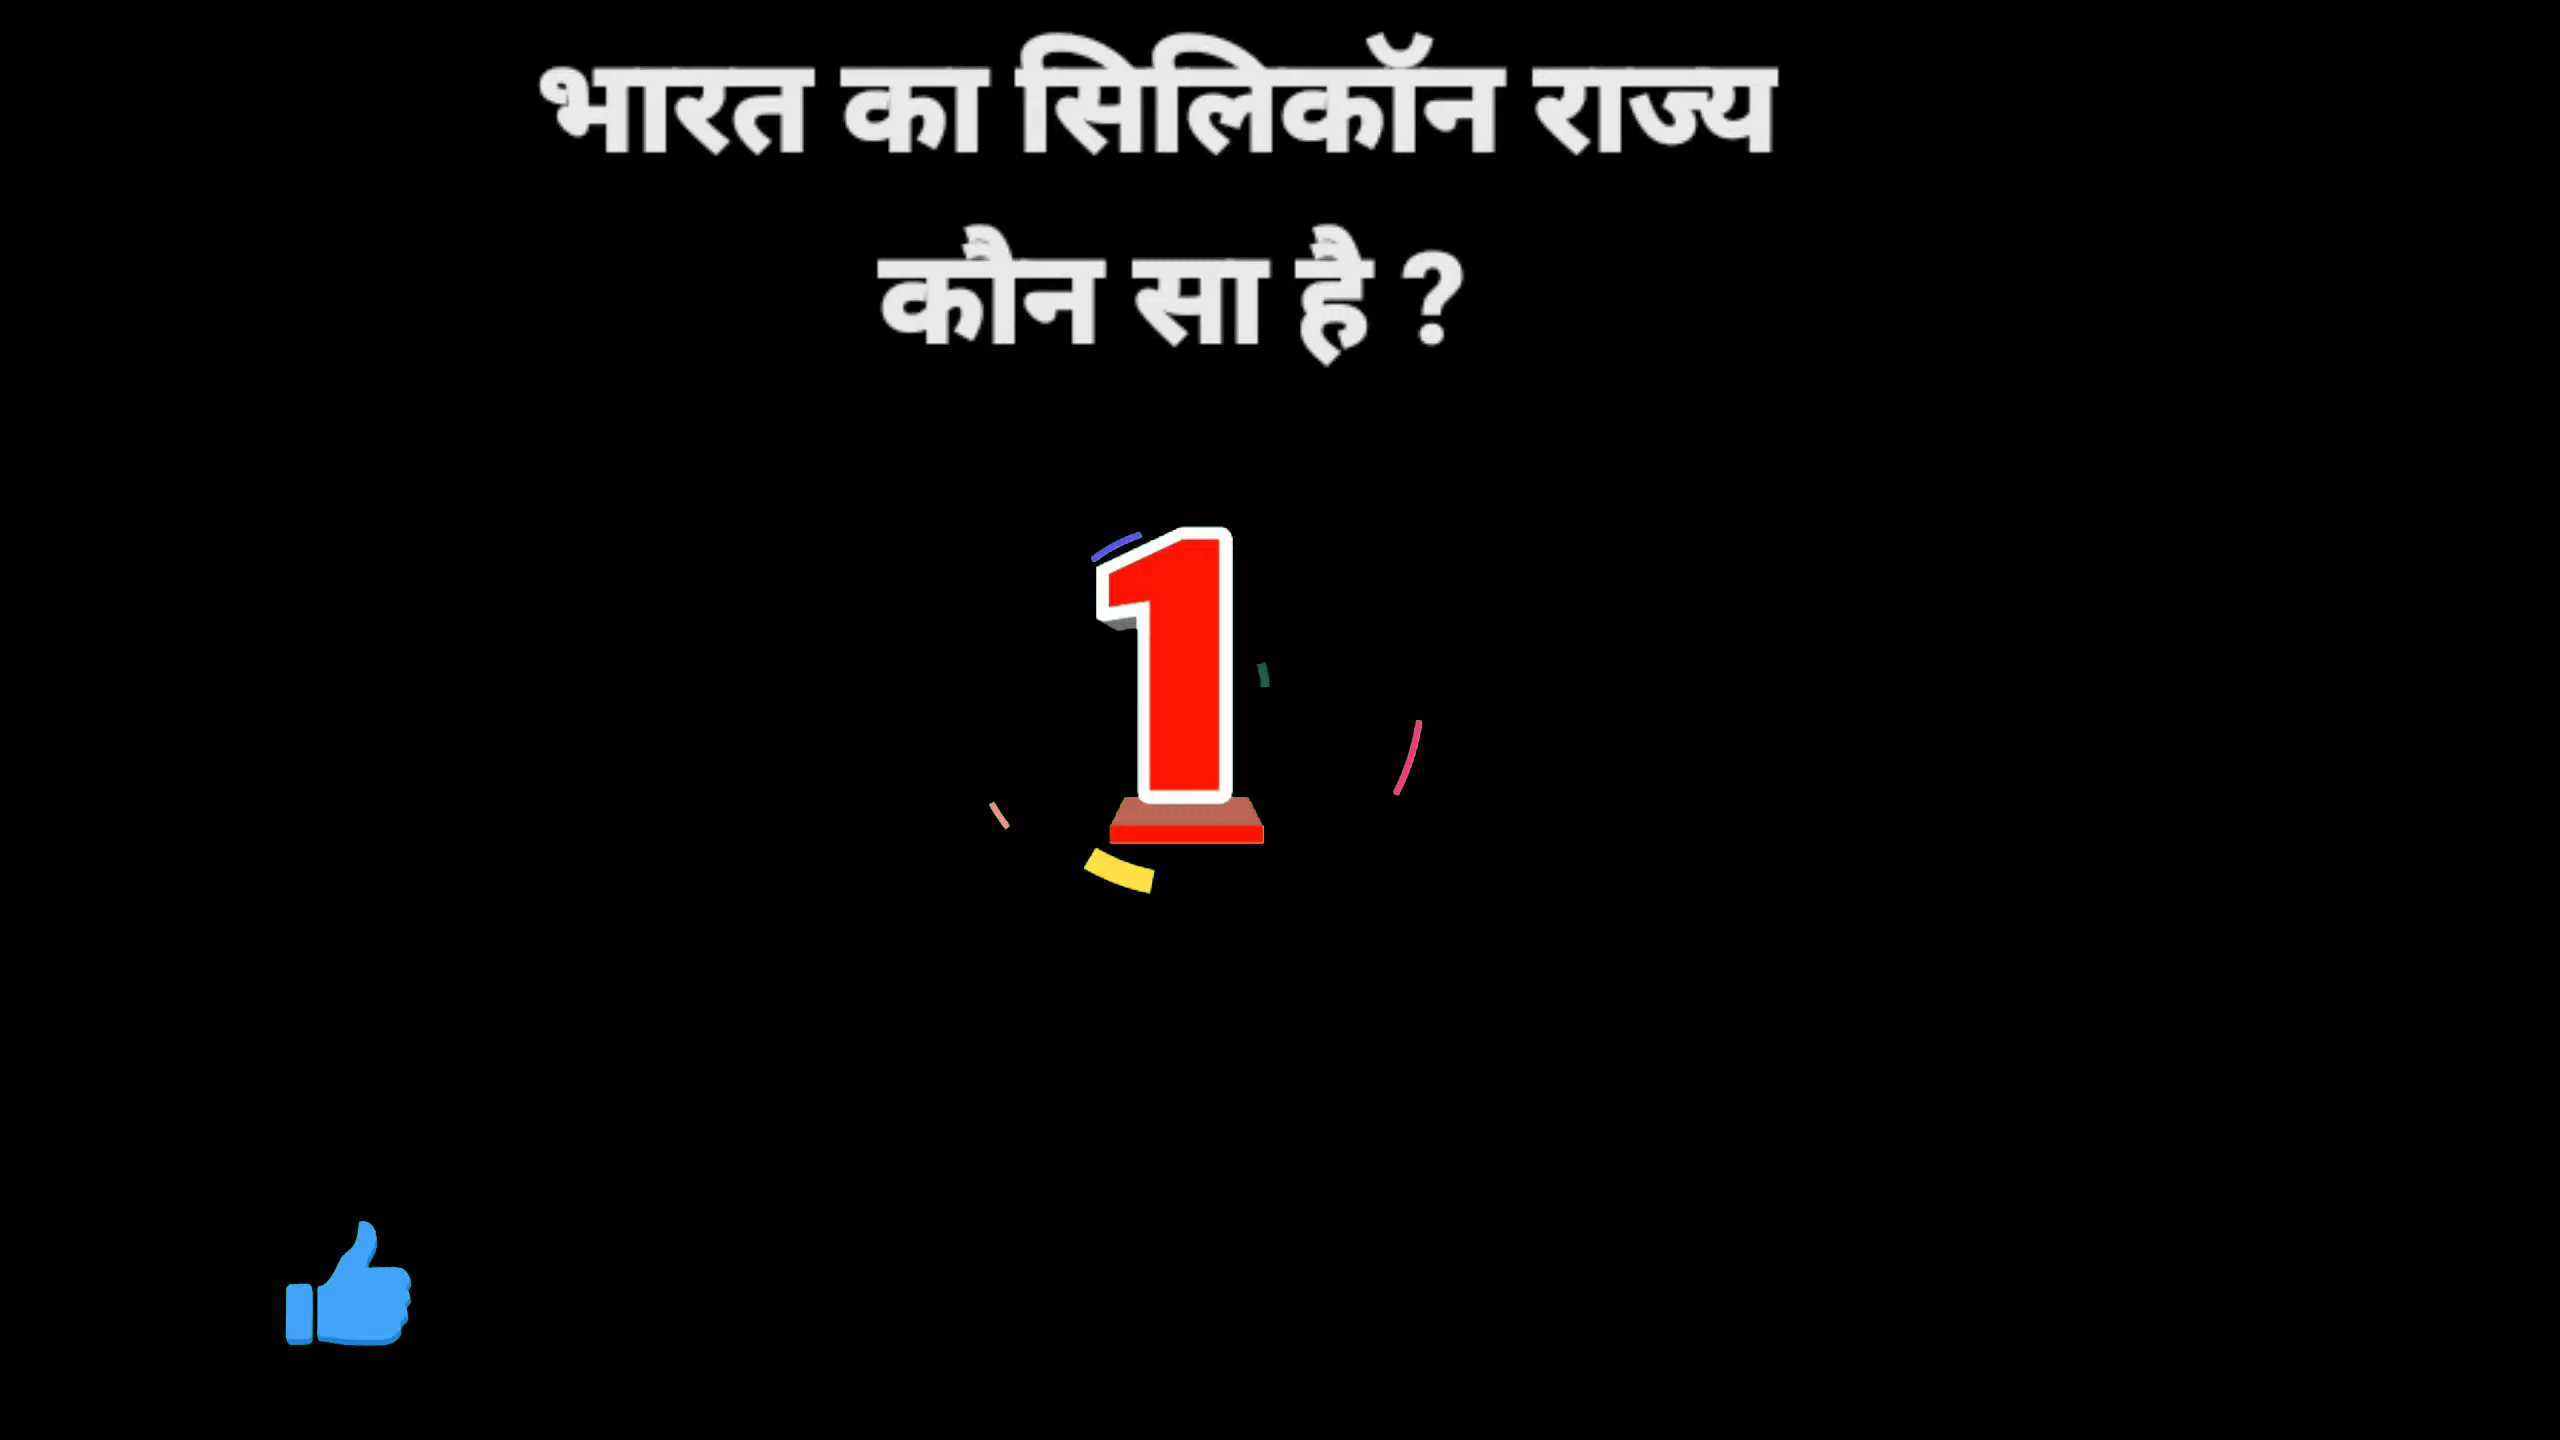 भारत का सिलिकॉन राज्य
कौन सा है ?
1